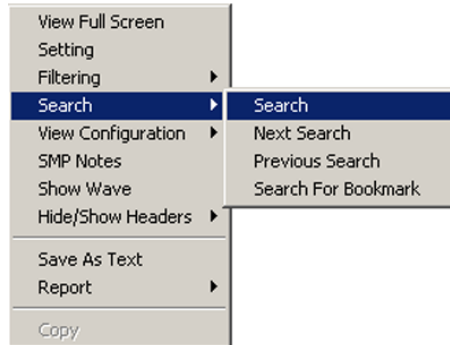 View Full Screen
Setting
Filtering
Search
Search
View Configuration
Next Search
SMP Notes
Previous Search
Show Wave
Search For Bookmark
Hide/Show Headers
Save As Text
Report
Copy